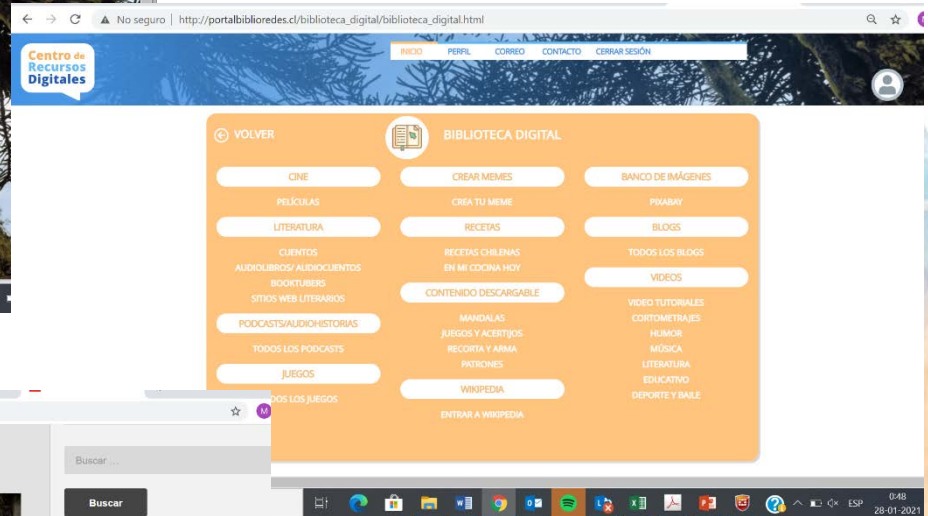 No seguro | http://portalbiblioredes.cl/biblioteca_digital/biblioteca_digital.html
Centro de
Recursos
Digitales
INICIO PERFIL CORREO CONTACTO CERRAR SESIÓN
VOLVER
BIBLIOTECA DIGITAL
CINE
PELÍCULAS
LITERATURA
CUENTOS
AUDIOLIBROS/ AUDIOCUENTOS
BOOKTUBERS
SITIOS WEB LITERARIOS
PODCASTS/AUDIOHISTORIAS
TODOS LOS PODCASTS
JUEGOS
LOS JUEGOS
CREAR MEMES
CREA TU MEME
RECETAS
RECETAS CHILENAS
EN MI COCINA HOY
CONTENIDO DESCARGABLE
MANDALAS
JUEGOS Y ACERTIJOS
RECORTA Y ARMA
PATRONES
WIKIPEDIA
ENTRAR A WIKIPEDIA
BANCO DE IMÁGENES
PIXABAY
BLOGS
TODOS LOS BLOGS
VIDEOS
VIDEO TUTORIALES
CORTOMETRAJES
HUMOR
MÚSICA
LITERATURA
EDUCATIVO
DEPORTE Y BAILE
M
Buscar ...
Buscar
ESP
0:48
28-01-2021